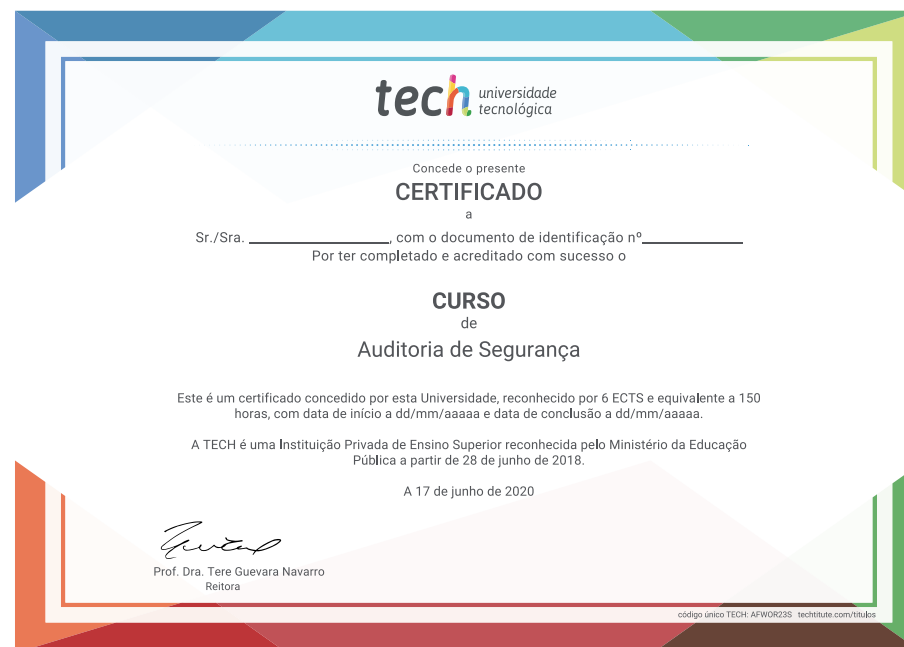 tech universidade
tecnológica
Concede o presente
CERTIFICADO
a
Sr./Sra. ____________________, com o documento de identificação nº______________
Por ter completado e acreditado com sucesso o
CURSO
de
Auditoria de Segurança
Este é um certificado concedido por esta Universidade, reconhecido por 6 ECTS e equivalente a 150
horas, com data de início a dd/mm/aaaaa e data de conclusão a dd/mm/aaaaa.
A TECH é uma Instituição Privada de Ensino Superior reconhecida pelo Ministério da Educação
Pública a partir de 28 de junho de 2018.
A 17 de junho de 2020
Prof. Dra. Tere Guevara Navarro
Reitora
código único TECH: AFWOR23S techtitute.com/titulos